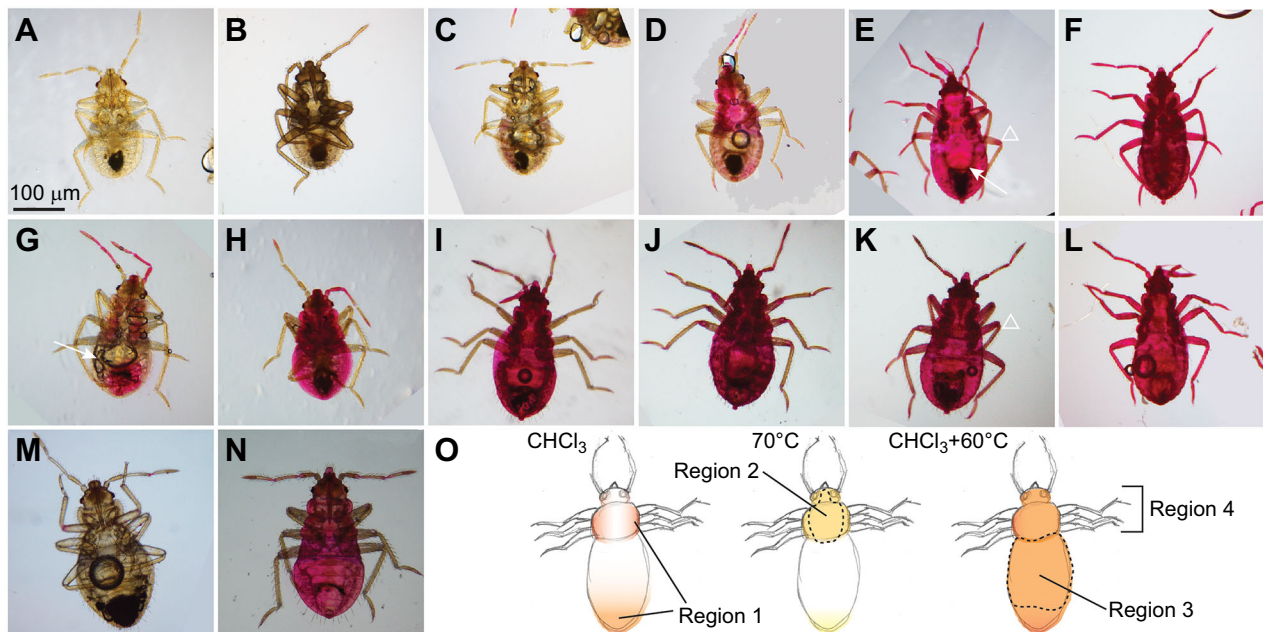 A
B
C
D
E
F
100 µm
G
H
I
J
K
L
M
N
O
CHCl₃
70°C
CHCl₃+60°C
Region 2
Region 4
Region 1
Region 3